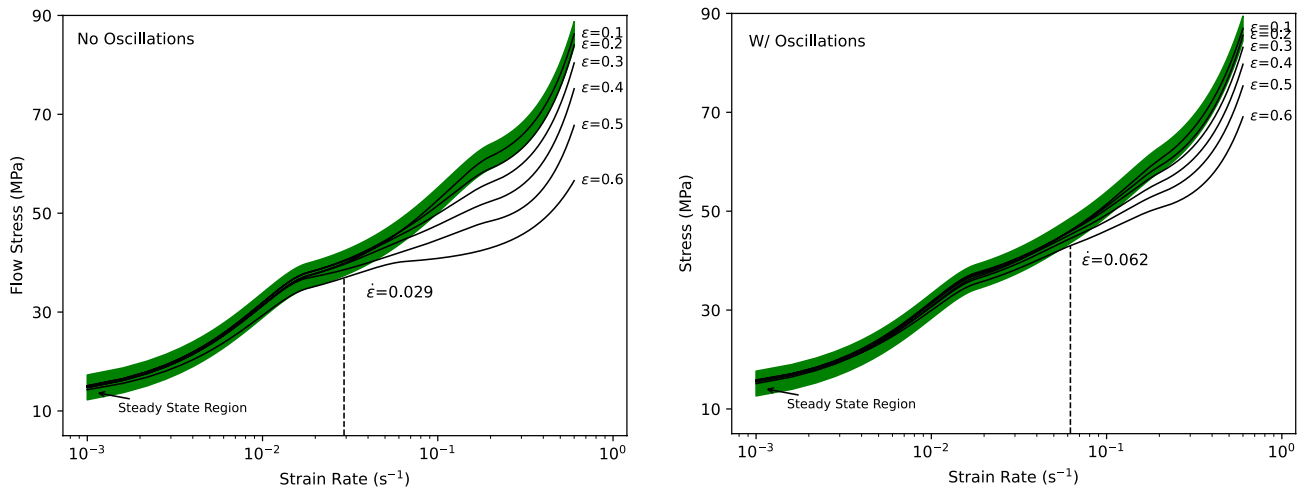 No Oscillations
Flow Stress (MPa)
90
70
50
30
10
ε=0.1
ε=0.2
ε=0.3
ε=0.4
ε=0.5
ε=0.6
ε̇=0.029
Steady State Region
10⁻³
10⁻²
10⁻¹
10⁰
Strain Rate (s⁻¹)
W/ Oscillations
Stress (MPa)
90
70
50
30
10
ε=0.1
ε=0.2
ε=0.3
ε=0.4
ε=0.5
ε=0.6
ε̇=0.062
Steady State Region
10⁻³
10⁻²
10⁻¹
10⁰
Strain Rate (s⁻¹)